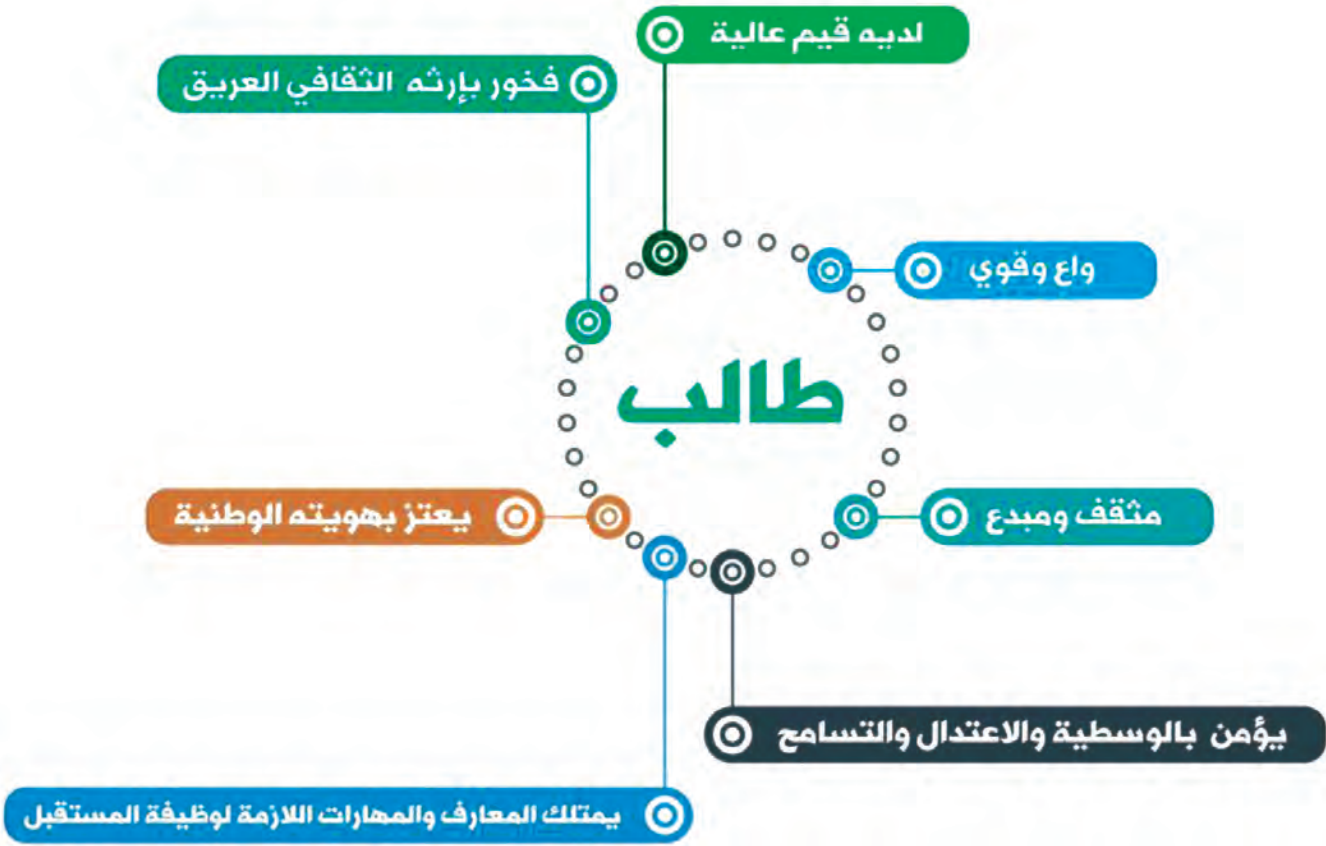 لديه قيم عالية
فخور بإرثه الثقافي العريق
واع وقوي
طالب
يعتز بهويته الوطنية
مثقف ومبدع
يؤمن بالوسطية والاعتدال والتسامح
يمتلك المعارف والمهارات اللازمة لوظيفة المستقبل